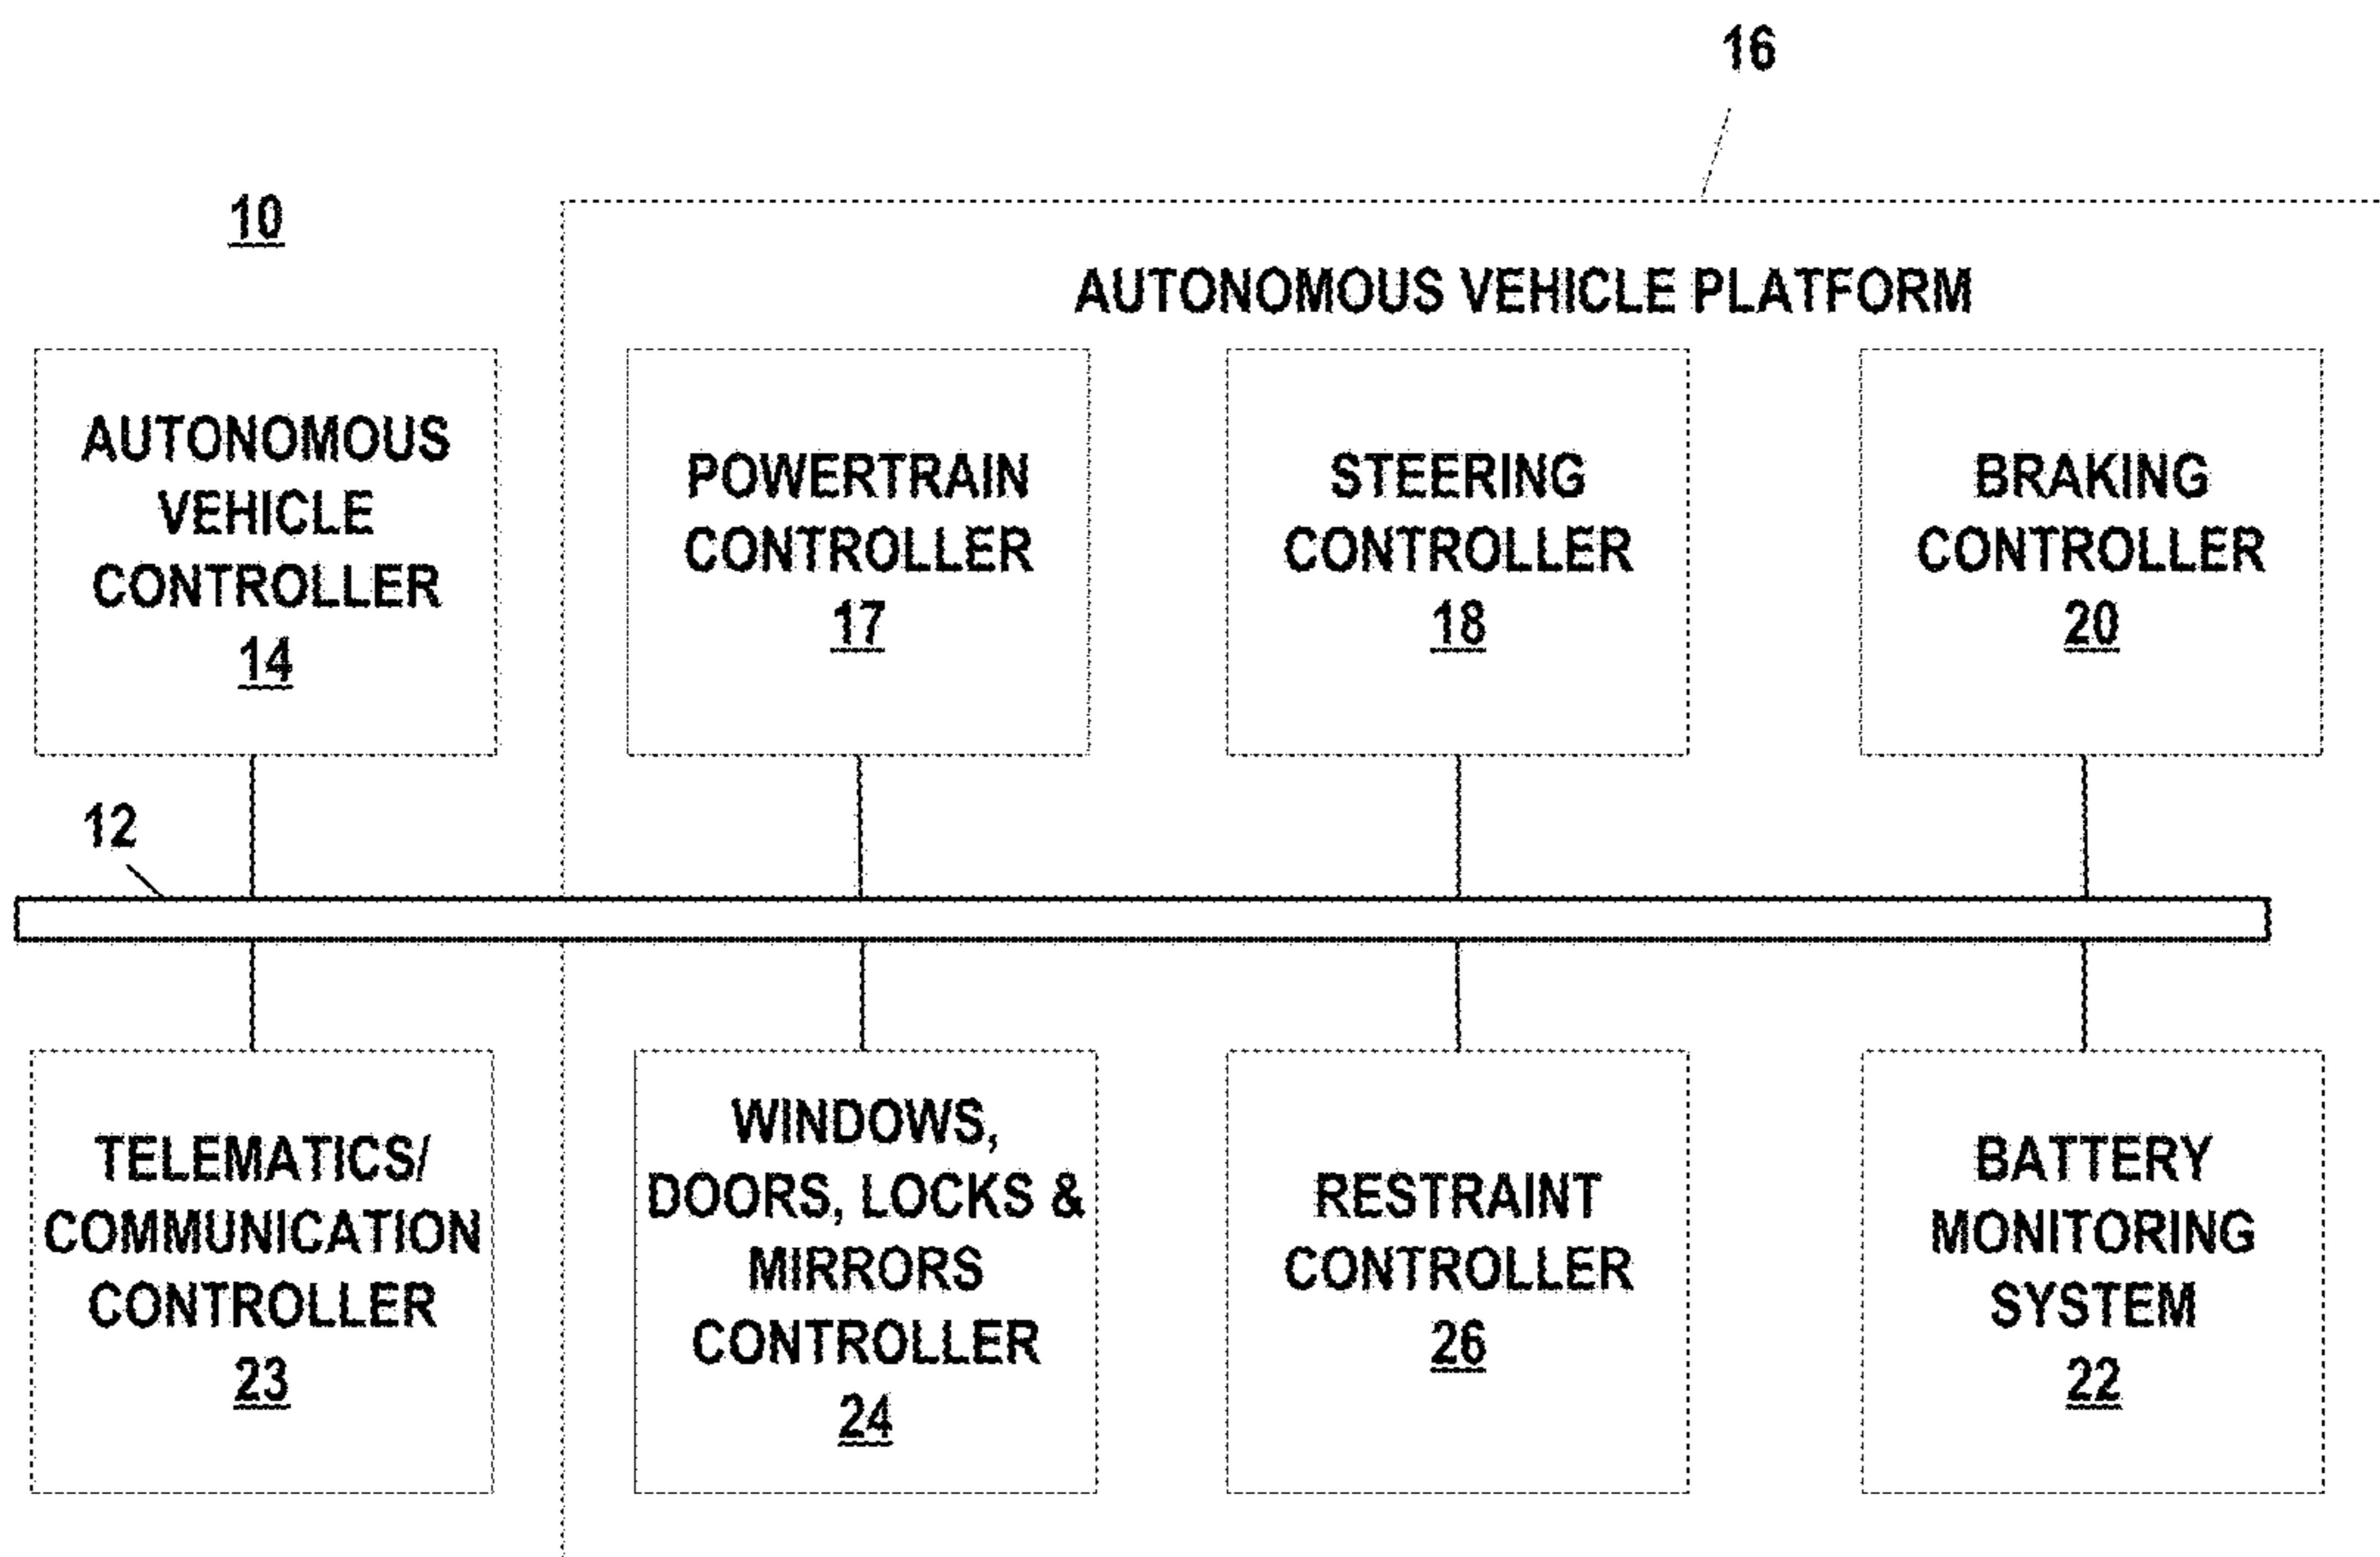 16
10
AUTONOMOUS VEHICLE PLATFORM
AUTONOMOUS
VEHICLE
CONTROLLER
14
POWERTRAIN
CONTROLLER
17
STEERING
CONTROLLER
18
BRAKING
CONTROLLER
20
12
TELEMATICS/
COMMUNICATION
CONTROLLER
23
WINDOWS,
DOORS, LOCKS &
MIRRORS
CONTROLLER
24
RESTRAINT
CONTROLLER
26
BATTERY
MONITORING
SYSTEM
22